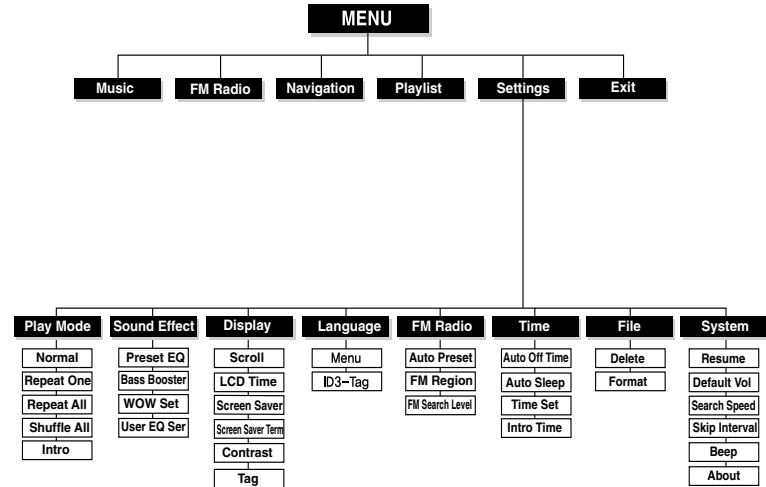 MENU
Music
FM Radio
Navigation
Playlist
Settings
Exit
Play Mode
Normal
Repeat One
Repeat All
Shuffle All
Intro
Sound Effect
Preset EQ
Bass Booster
WOW Set
User EQ Ser
Display
Scroll
LCD Time
Screen Saver
Screen Saver Term
Contrast
Tag
Language
Menu
ID3-Tag
FM Radio
Auto Preset
FM Region
FM Search Level
Time
Auto Off Time
Auto Sleep
Time Set
Intro Time
File
Delete
Format
System
Resume
Default Vol
Search Speed
Skip Interval
Beep
About